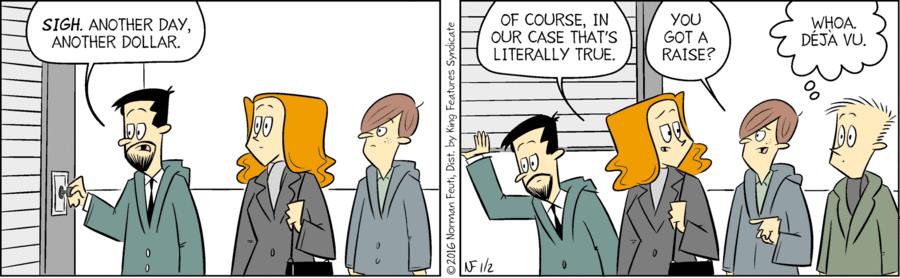 SIGH. ANOTHER DAY,
ANOTHER DOLLAR.
©2016 Norman Feuti, Dist. by King Features Syndicate
OF COURSE, IN
OUR CASE THAT'S
LITERALLY TRUE.
YOU
GOT A
RAISE?
WHOA.
DÉJÀ VU.
NF 1/2